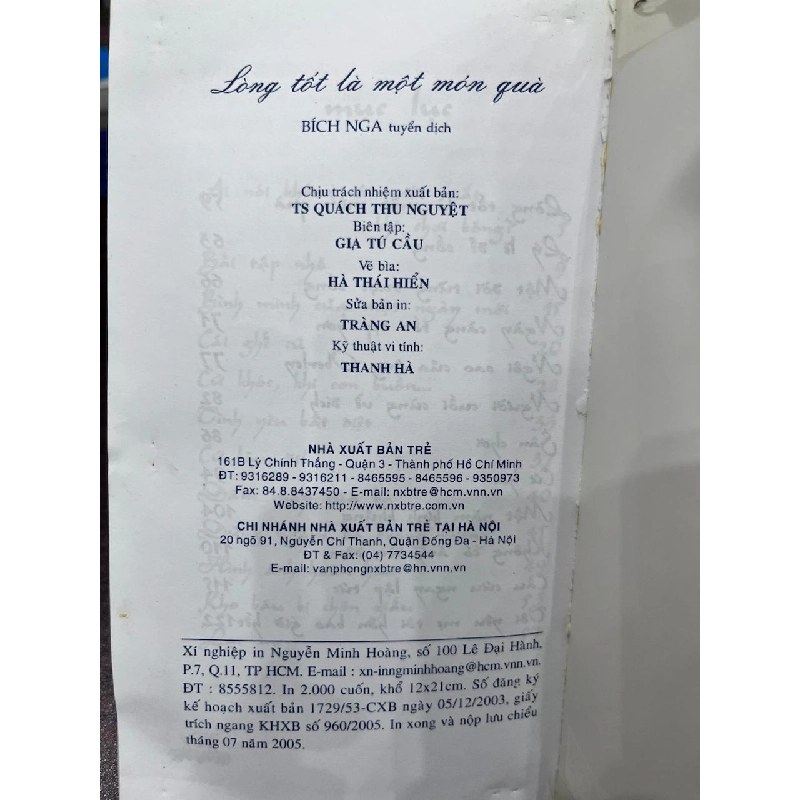 Lòng tốt là một món quà
BÍCH NGA tuyển dịch
Chịu trách nhiệm xuất bản:
TS QUÁCH THU NGUYỆT
Biên tập:
GIẠ TÚ CẦU
Vẽ bìa:
HÀ THÁI HIỂN
Sửa bản in:
TRÀNG AN
Kỹ thuật vi tính:
THANH HÀ
NHÀ XUẤT BẢN TRẺ
161B Lý Chính Thắng - Quận 3 - Thành phố Hồ Chí Minh
ĐT: 9316289 - 9316211 - 8465595 - 8465596 - 9350973
Fax: 84.8.8437450 - E-mail: nxbtre@hcm.vnn.vn
Website: http://www.nxbtre.com.vn
CHI NHÁNH NHÀ XUẤT BẢN TRẺ TẠI HÀ NỘI
20 ngõ 91, Nguyễn Chí Thanh, Quận Đống Đa - Hà Nội
ĐT & Fax: (04) 7734544
E-mail: vanphongnxbtre@hn.vnn.vn
Xí nghiệp in Nguyễn Minh Hoàng, số 100 Lê Đại Hành,
P.7, Q.11, TP HCM. E-mail : xn-inngminhhoang@hcm.vnn.vn.
ĐT : 8555812. In 2.000 cuốn, khổ 12x21cm. Số đăng ký
kế hoạch xuất bản 1729/53-CXB ngày 05/12/2003, giấy
trích ngang KHXB số 960/2005. In xong và nộp lưu chiểu
tháng 07 năm 2005.